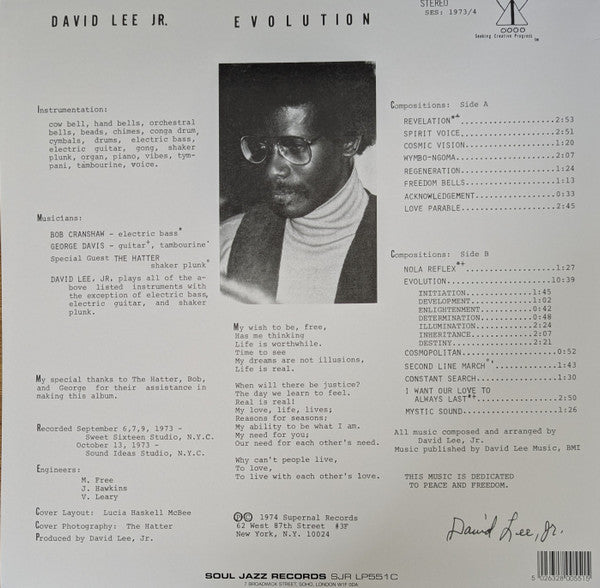 DAVID LEE JR.
EVOLUTION
STEREO
SES: 1973/4
Seeking Creative Progress ™
Instrumentation:
cow bell, hand bells, orchestral
bells, beads, chimes, conga drum,
cymbals, drums, electric bass,
electric guitar, gong, shaker
plunk, organ, piano, vibes, tym-
pani, tambourine, voice.
Musicians:
BOB CRANSHAW - electric bass*
GEORGE DAVIS - guitar+, tambourine'
Special Guest THE HATTER
shaker plunk°
DAVID LEE, JR. plays all of the a-
bove listed instruments with
the exception of electric bass,
electric guitar, and shaker
plunk.
My special thanks to The Hatter, Bob,
and George for their assistance in
making this album.
Recorded September 6,7,9, 1973 -
Sweet Sixteen Studio, N.Y.C.
October 13, 1973 -
Sound Ideas Studio, N.Y.C.
Engineers:
M. Free
J. Hawkins
V. Leary
Cover Layout: Lucia Haskell McBee
Cover Photography: The Hatter
Produced by David Lee, Jr.
My wish to be, free,
Has me thinking
Life is worthwhile.
Time to see
My dreams are not illusions,
Life is real.
When will there be justice?
The day we learn to feel.
Real is real!
My love, life, lives;
Reasons for seasons;
My ability to be what I am.
My need for you;
Our need for each other's need.
Why can't people live,
To love,
To live with each other's love.
℗© 1974 Supernal Records
62 West 87th Street #3F
New York, N.Y. 10024
Compositions: Side A
REVELATION*+ 2:53
SPIRIT VOICE 2:51
COSMIC VISION 1:20
WYMBO-NGOMA 2:07
REGENERATION 1:24
FREEDOM BELLS 1:13
ACKNOWLEDGEMENT 0:33
LOVE PARABLE 2:45
Compositions: Side B
NOLA REFLEX*+ 1:27
EVOLUTION 10:39
INITIATION 1:45
DEVELOPMENT 1:02
ENLIGHTENMENT 0:42
DETERMINATION 0:48
ILLUMINATION 2:24
INHERITANCE 2:07
DESTINY 2:21
COSMOPOLITAN 0:52
SECOND LINE MARCH°' 1:43
CONSTANT SEARCH 1:30
I WANT OUR LOVE TO
ALWAYS LAST*+ 2:50
MYSTIC SOUND 1:26
All music composed and arranged by
David Lee, Jr.
Music published by David Lee Music, BMI
THIS MUSIC IS DEDICATED
TO PEACE AND FREEDOM.
David Lee, Jr.
SOUL JAZZ RECORDS SJR LP551C
7 BROADWICK STREET, SOHO, LONDON W1F 0DA
5 026328 005515